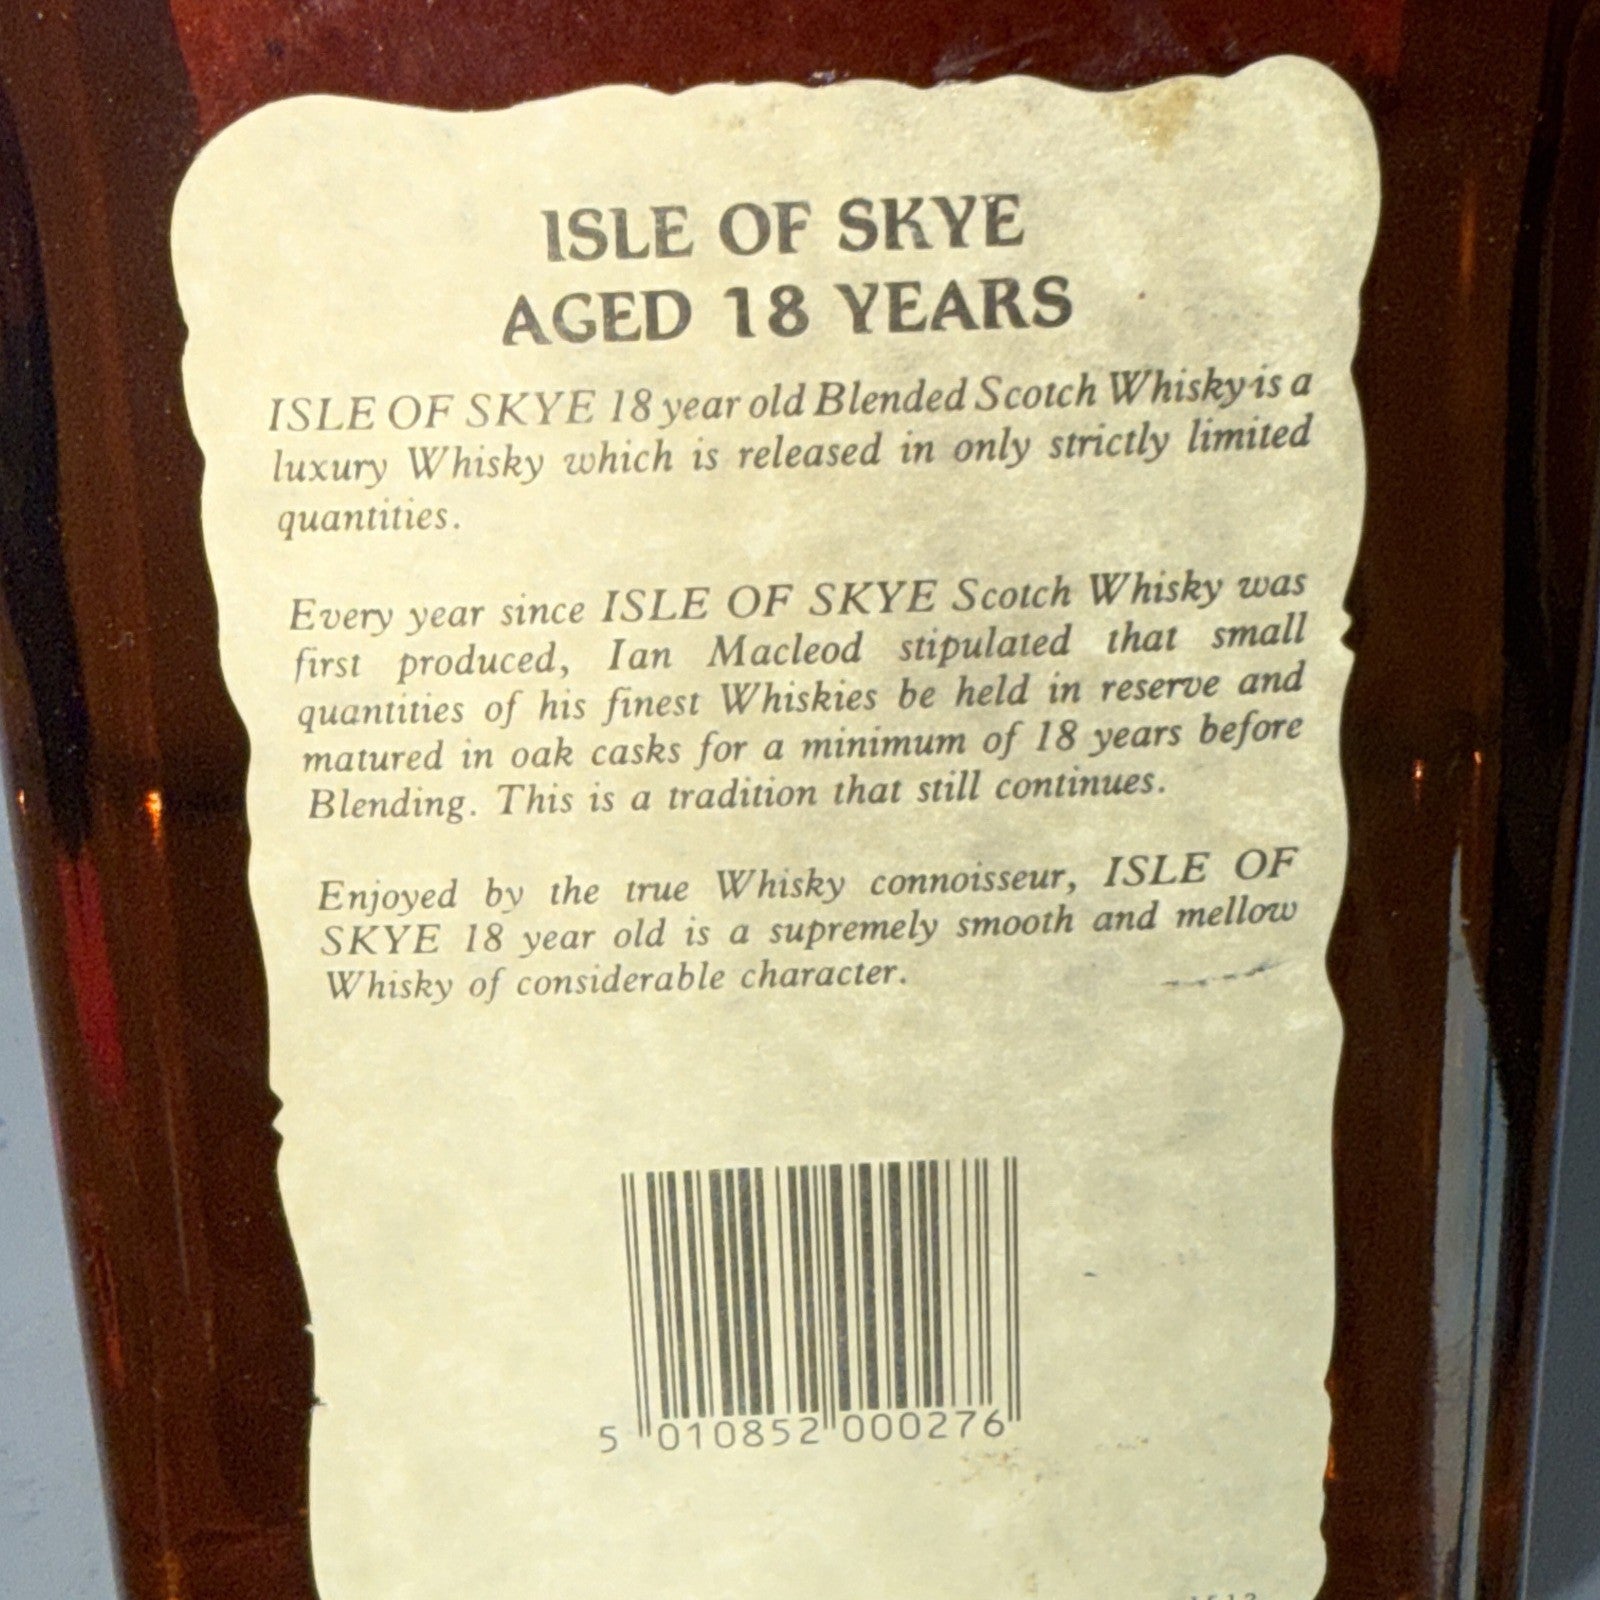 ISLE OF SKYE
AGED 18 YEARS
ISLE OF SKYE 18 year old Blended Scotch Whisky is a
luxury Whisky which is released in only strictly limited
quantities.
Every year since ISLE OF SKYE Scotch Whisky was
first produced, Ian Macleod stipulated that small
quantities of his finest Whiskies be held in reserve and
matured in oak casks for a minimum of 18 years before
Blending. This is a tradition that still continues.
Enjoyed by the true Whisky connoisseur, ISLE OF
SKYE 18 year old is a supremely smooth and mellow
Whisky of considerable character.
5 010852 000276